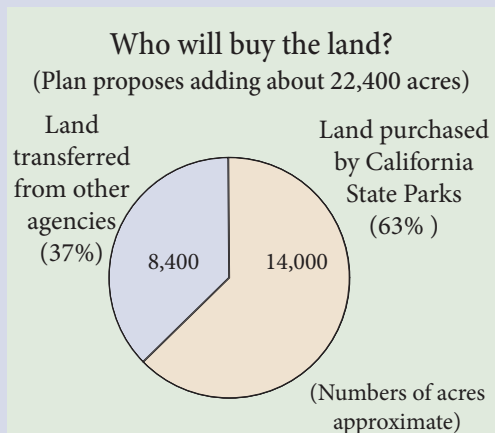 Who will buy the land?
(Plan proposes adding about 22,400 acres)
Land
transferred
from other
agencies
(37%)
Land purchased
by California
State Parks
(63% )
8,400
14,000
(Numbers of acres
approximate)